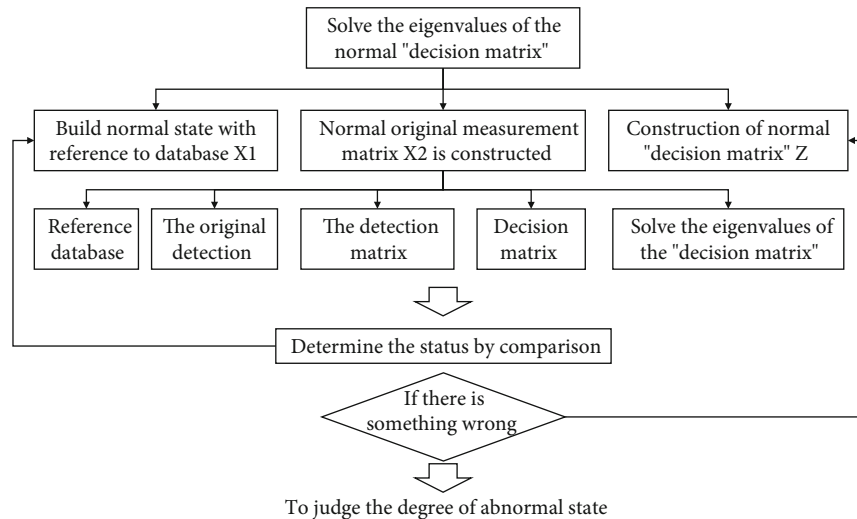 Solve the eigenvalues of the
normal "decision matrix"
Build normal state with
reference to database X1
Normal original measurement
matrix X2 is constructed
Construction of normal
"decision matrix" Z
Reference
database
The original
detection
The detection
matrix
Decision
matrix
Solve the eigenvalues of
the "decision matrix"
Determine the status by comparison
If there is
something wrong
To judge the degree of abnormal state